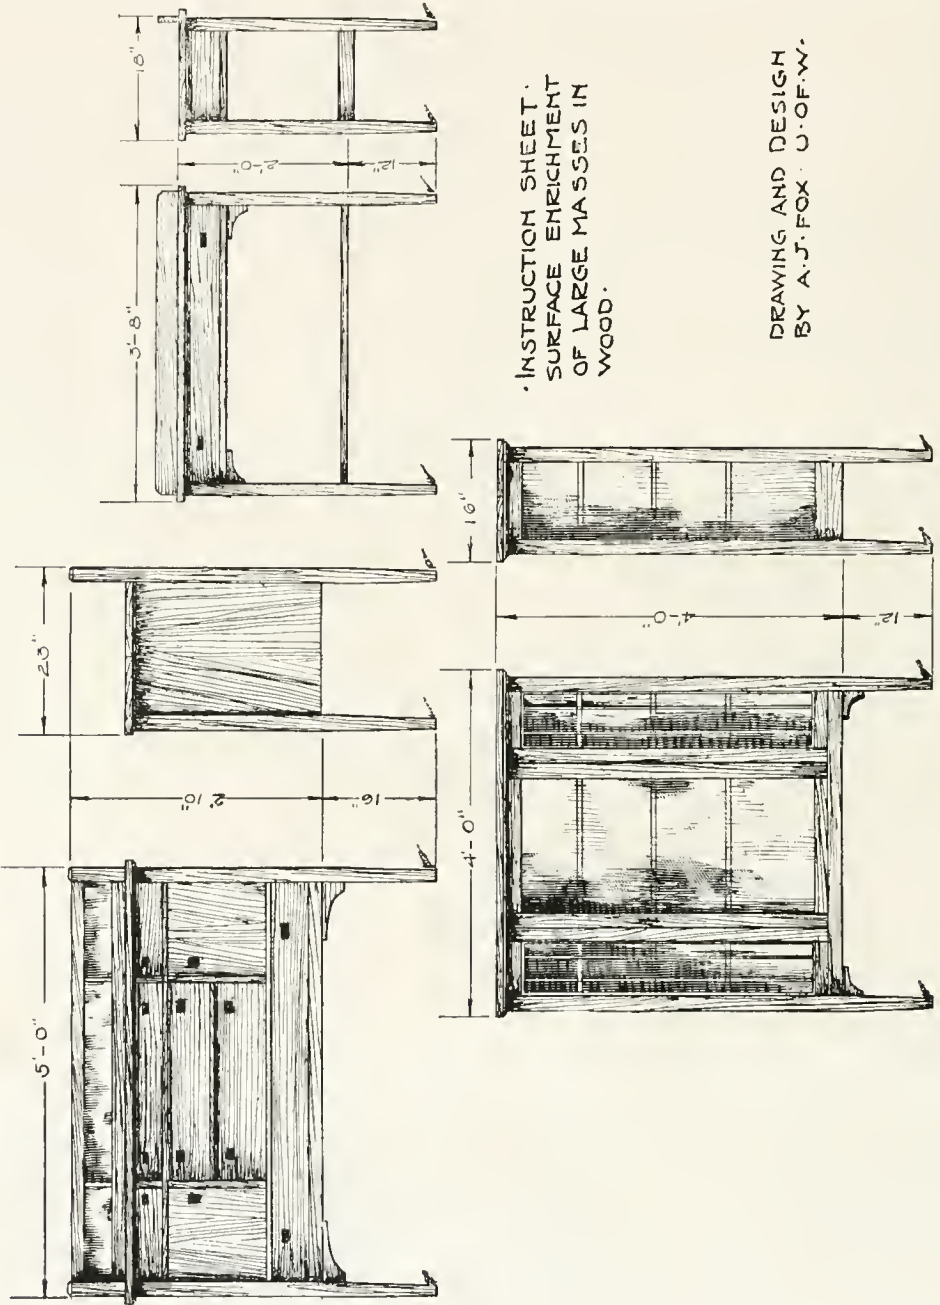 18"
2'-0"
12"
3'-8"
·INSTRUCTION SHEET·
SURFACE ENRICHMENT
OF LARGE MASSES IN
WOOD·
DRAWING AND DESIGN
BY A·J·FOX· U·OF·W·
23"
2' 10"
16"
5'-0"
16"
4'-0"
12"
4'-0"